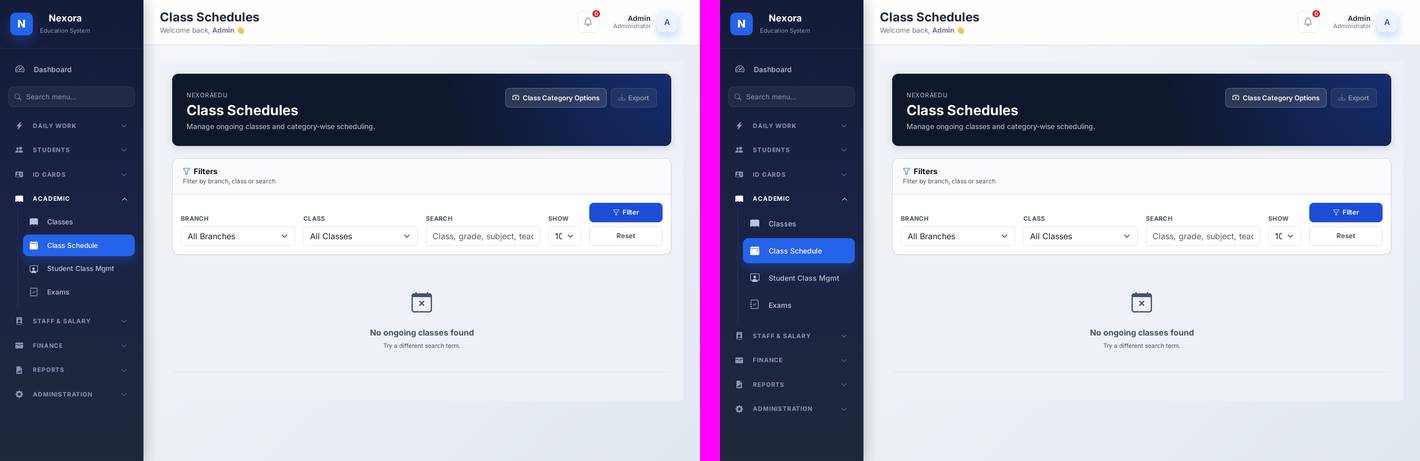 N
Nexora
Education System
Dashboard
Search menu...
DAILY WORK
STUDENTS
ID CARDS
ACADEMIC
Classes
Class Schedule
Student Class Mgmt
Exams
STAFF & SALARY
FINANCE
REPORTS
ADMINISTRATION
Class Schedules
Welcome back, Admin 👋
0
Admin
Administrator
A
NEXORAEDU
Class Schedules
Manage ongoing classes and category-wise scheduling.
Class Category Options
Export
Filters
Filter by branch, class or search
BRANCH
All Branches
CLASS
All Classes
SEARCH
Class, grade, subject, teac
SHOW
10
Filter
Reset
No ongoing classes found
Try a different search term.
N
Nexora
Education System
Dashboard
Search menu...
DAILY WORK
STUDENTS
ID CARDS
ACADEMIC
Classes
Class Schedule
Student Class Mgmt
Exams
STAFF & SALARY
FINANCE
REPORTS
ADMINISTRATION
Class Schedules
Welcome back, Admin 👋
0
Admin
Administrator
A
NEXORAEDU
Class Schedules
Manage ongoing classes and category-wise scheduling.
Class Category Options
Export
Filters
Filter by branch, class or search
BRANCH
All Branches
CLASS
All Classes
SEARCH
Class, grade, subject, teac
SHOW
10
Filter
Reset
No ongoing classes found
Try a different search term.